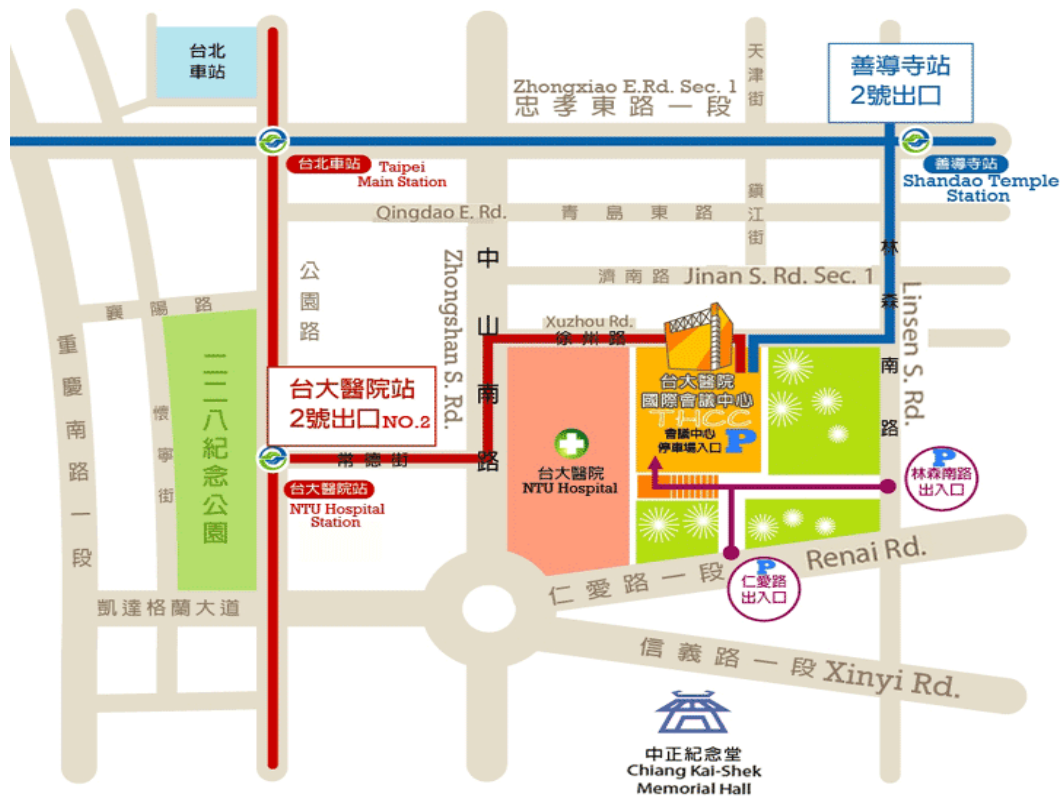 台北
車站
Zhongxiao E.Rd. Sec. 1
忠孝東路一段
天津街
善導寺站
2號出口
台北車站
Taipei
Main Station
善導寺站
Shandao Temple
Station
Qingdao E. Rd.
青島東路
鎮江街
公園路
Zhongshan S. Rd.
中山南路
濟南路 Jinan S. Rd. Sec. 1
林森南路
Linsen S. Rd.
襄陽路
Xuzhou Rd.
徐州路
重慶南路一段
二二八紀念公園
懷寧街
台大醫院站
2號出口NO.2
常德街
台大醫院站
NTU Hospital
Station
台大醫院
NTU Hospital
台大醫院
國際會議中心
THCC
會議中心
停車場入口
P
P
林森南路
出入口
P
仁愛路
出入口
仁愛路一段 Renai Rd.
凱達格蘭大道
信義路一段 Xinyi Rd.
中正紀念堂
Chiang Kai-Shek
Memorial Hall